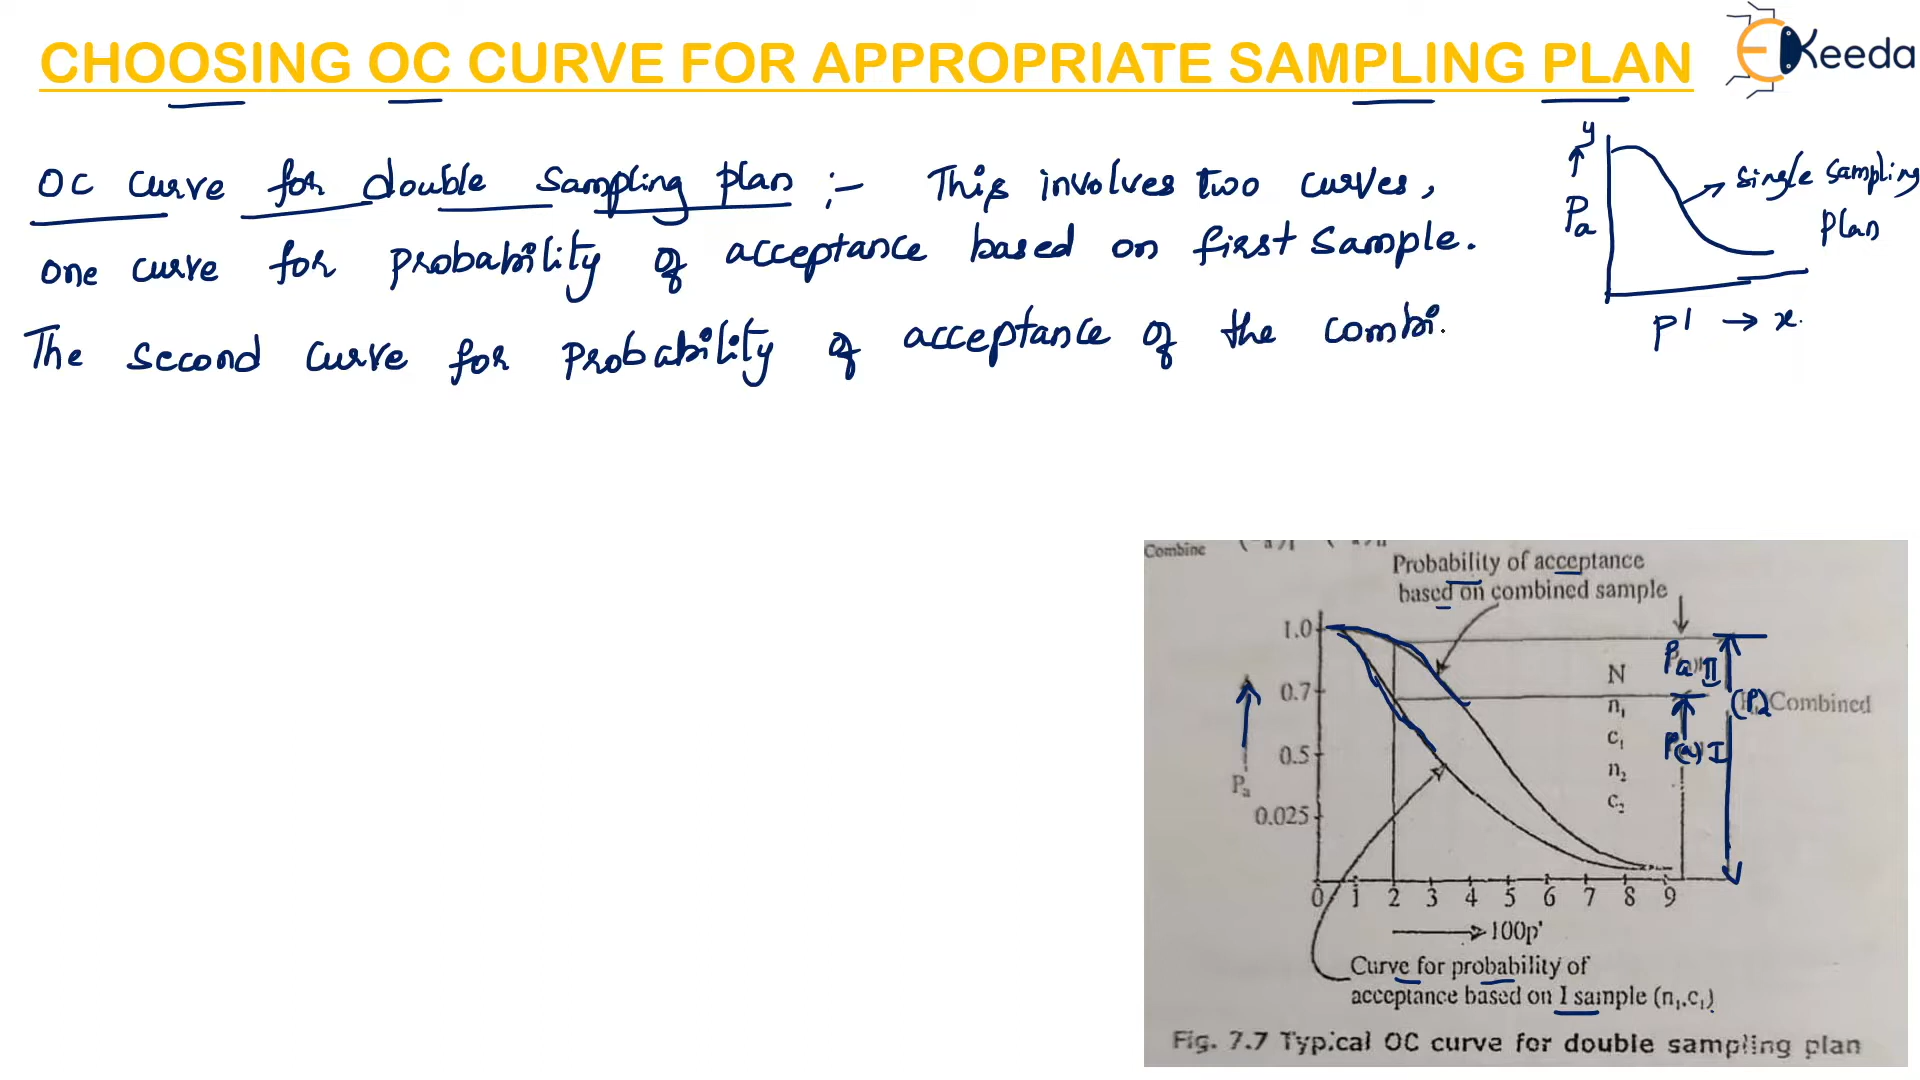 CHOOSING OC CURVE FOR APPROPRIATE SAMPLING PLAN
EKeeda
OC curve for double sampling plan :- This involves two curves,
one curve for probability of acceptance based on first sample.
The second curve for probability of acceptance of the combi.
y
Pa
single sampling
plan
p' → x.
Combine
Probability of acceptance
based on combined sample
1.0
0.7
0.5
0.025
Pa
N
n₁
c₁
n₂
c₂
Pa II
P(a) I
Combined
0 1 2 3 4 5 6 7 8 9
→ 100p'
Curve for probability of
acceptance based on I sample (n₁,c₁)
Fig. 7.7 Typical OC curve for double sampling plan